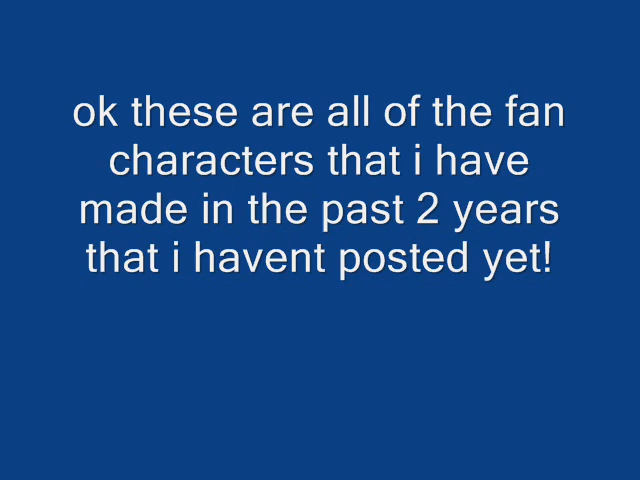 ok these are all of the fan
characters that i have
made in the past 2 years
that i havent posted yet!